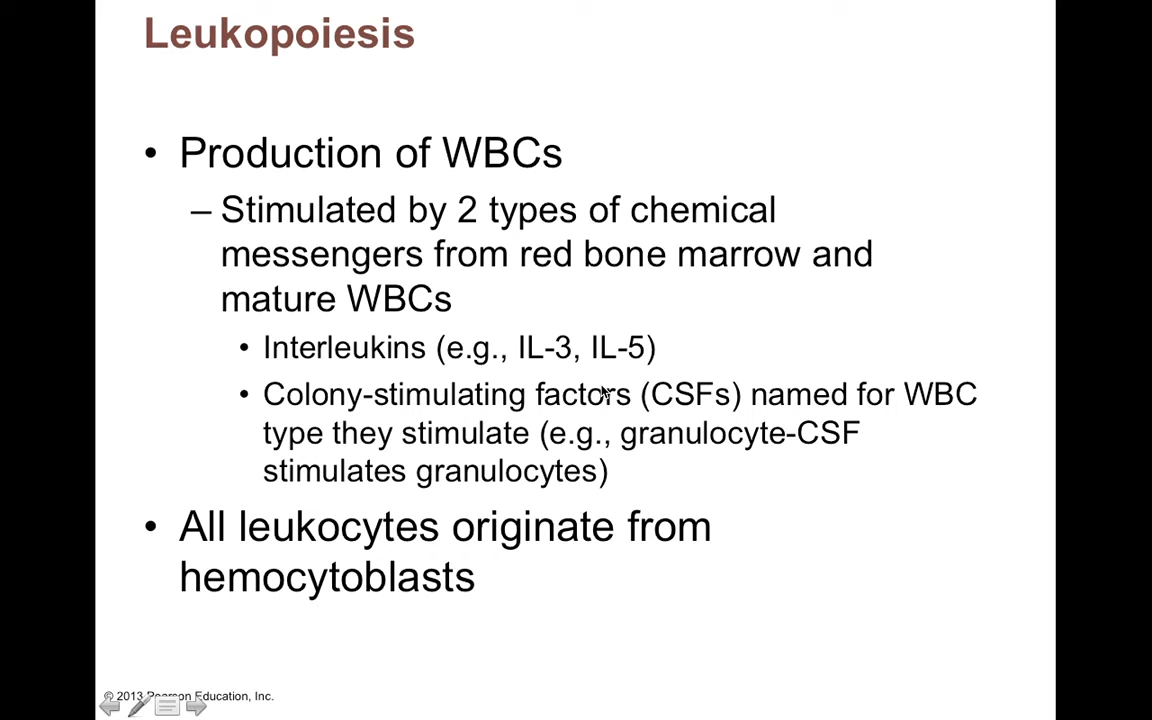 Leukopoiesis
• Production of WBCs
– Stimulated by 2 types of chemical
messengers from red bone marrow and
mature WBCs
• Interleukins (e.g., IL-3, IL-5)
• Colony-stimulating factors (CSFs) named for WBC
type they stimulate (e.g., granulocyte-CSF
stimulates granulocytes)
• All leukocytes originate from
hemocytoblasts
© 2013 Pearson Education, Inc.